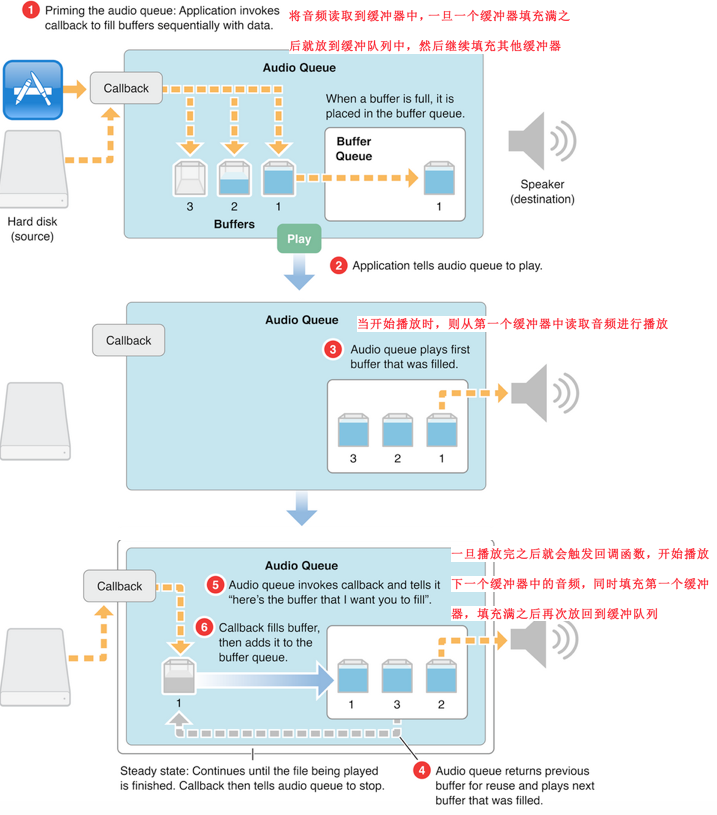 1 Priming the audio queue: Application invokes
callback to fill buffers sequentially with data.
将音频读取到缓冲器中，一旦一个缓冲器填充满之
后就放到缓冲队列中，然后继续填充其他缓冲器
Audio Queue
Callback
When a buffer is full, it is
placed in the buffer queue.
Buffer
Queue
3
2
1
1
Buffers
Hard disk
(source)
Speaker
(destination)
Play
2 Application tells audio queue to play.
Audio Queue
当开始播放时，则从第一个缓冲器中读取音频进行播放
Callback
3 Audio queue plays first
buffer that was filled.
3
2
1
Audio Queue
一旦播放完之后就会触发回调函数，开始播放
下一个缓冲器中的音频，同时填充第一个缓冲
器，填充满之后再次放回到缓冲队列
Callback
5 Audio queue invokes callback and tells it
“here’s the buffer that I want you to fill”.
6 Callback fills buffer,
then adds it to the
buffer queue.
1
1
3
2
Steady state: Continues until the file being played
is finished. Callback then tells audio queue to stop.
4 Audio queue returns previous
buffer for reuse and plays next
buffer that was filled.